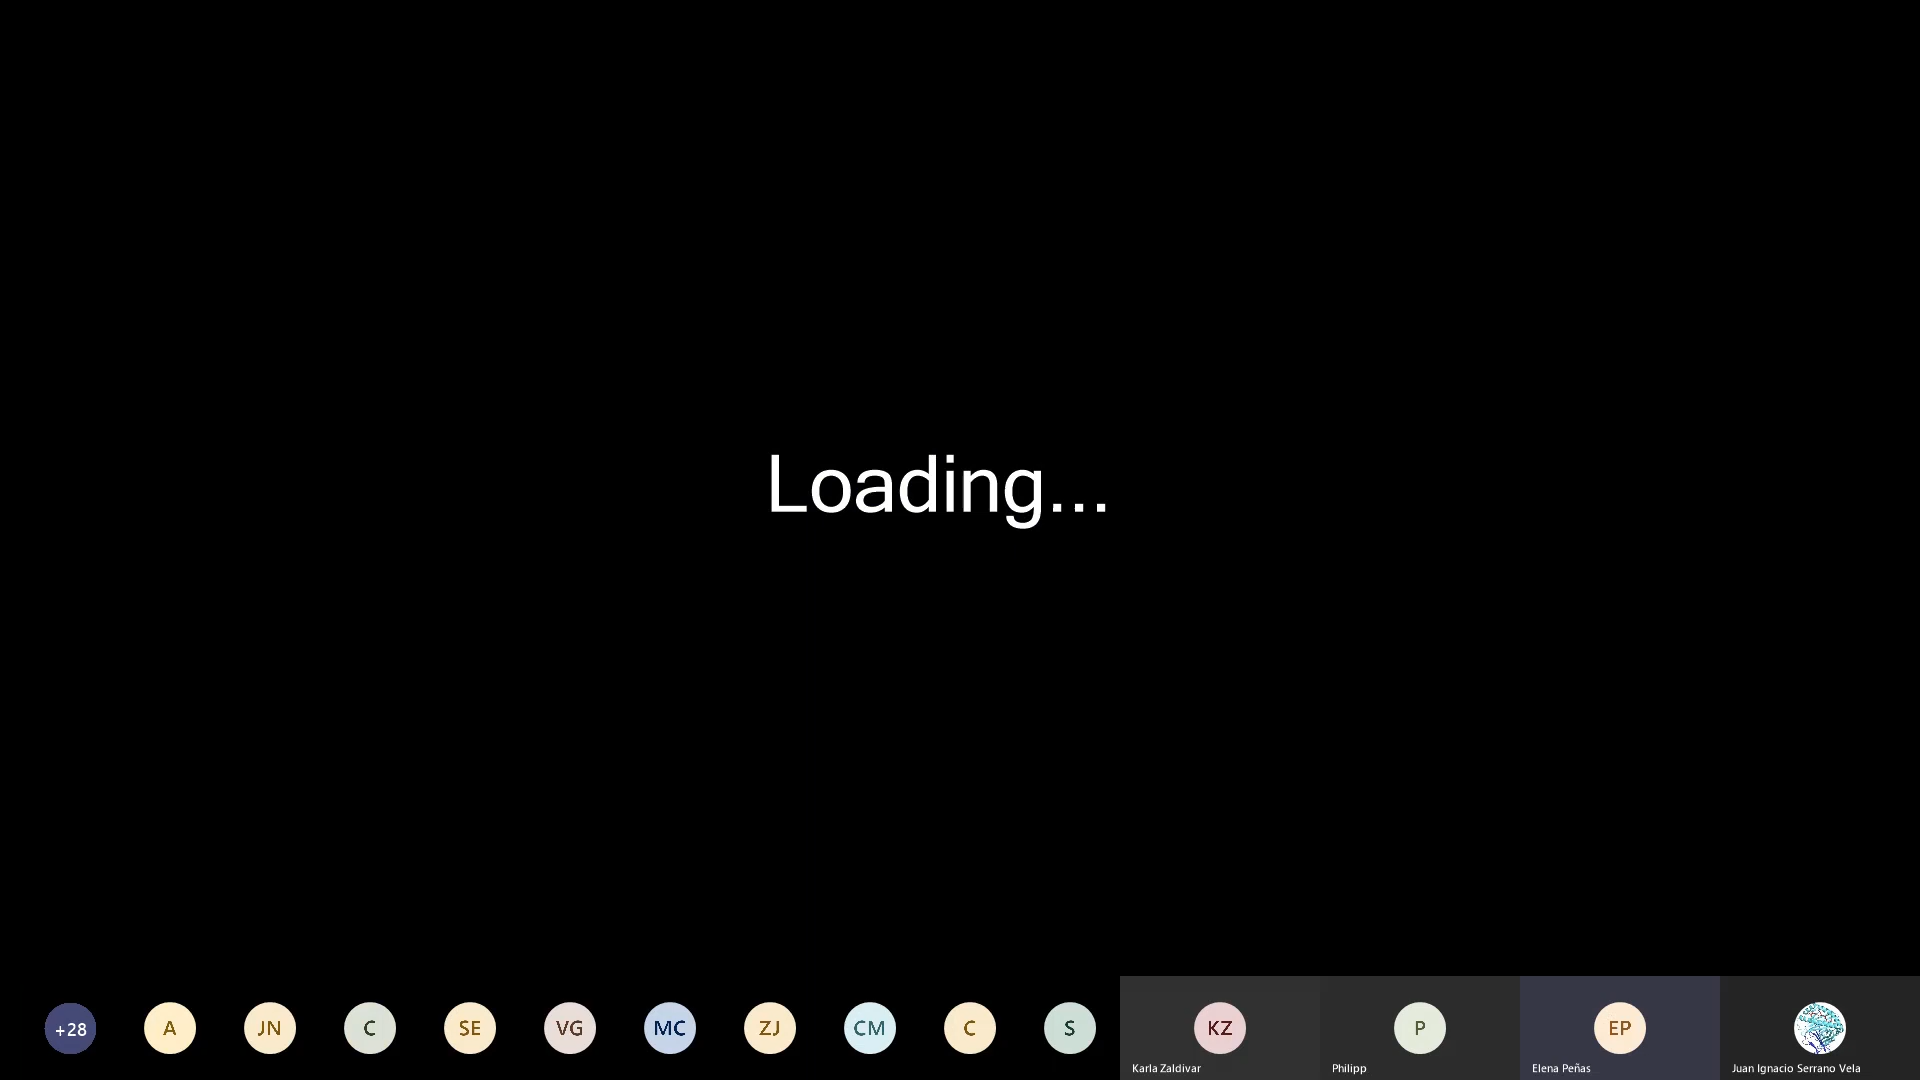 Loading...
+28 A JN C SE VG MC ZJ CM C S KZ P EP
Karla Zaldivar Philipp Elena Peñas Juan Ignacio Serrano Vela